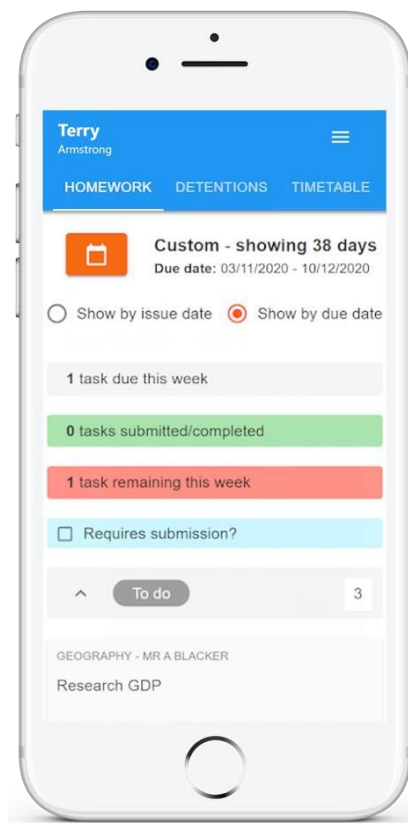 Terry
Armstrong
HOMEWORK DETENTIONS TIMETABLE
Custom - showing 38 days
Due date: 03/11/2020 - 10/12/2020
Show by issue date Show by due date
1 task due this week
0 tasks submitted/completed
1 task remaining this week
Requires submission?
To do 3
GEOGRAPHY - MR A BLACKER
Research GDP